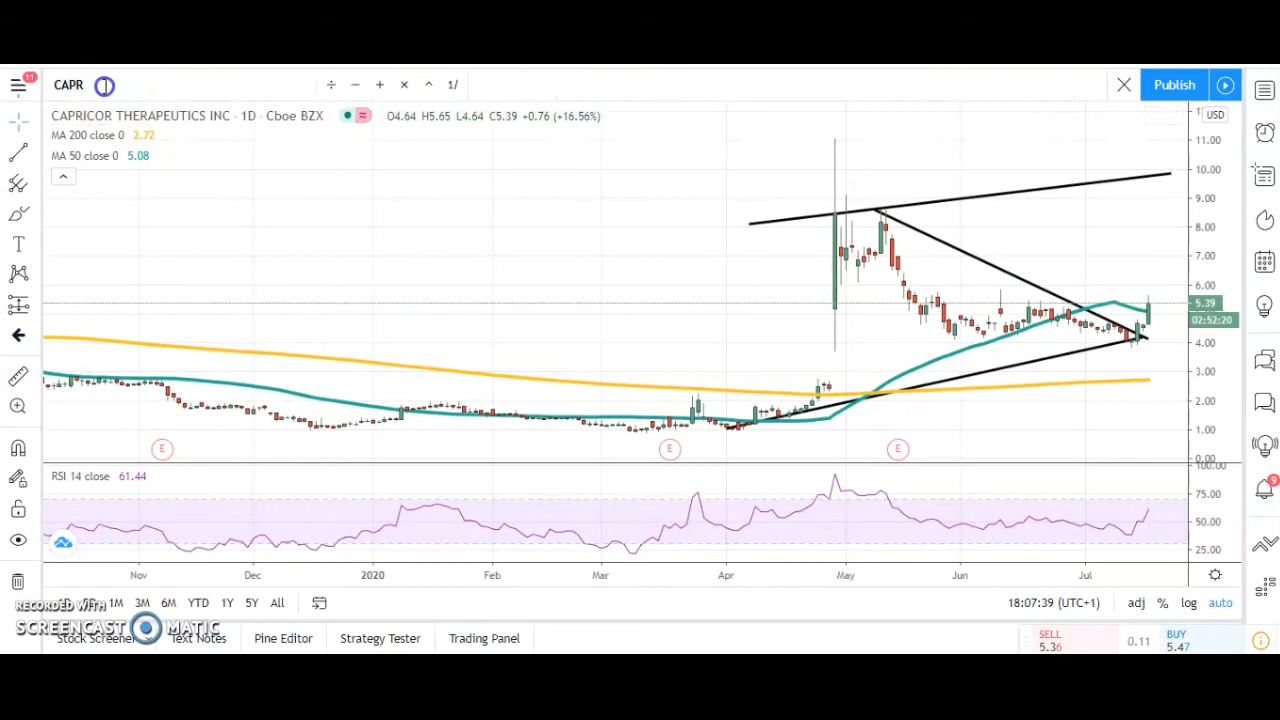 11
CAPR
÷ − + × ^ 1/
Publish
CAPRICOR THERAPEUTICS INC · 1D · Cboe BZX
O4.64 H5.65 L4.64 C5.39 +0.76 (+16.56%)
USD
MA 200 close 0 2.72
MA 50 close 0 5.08
11.00
10.00
9.00
8.00
7.00
6.00
5.39
02:52:20
4.00
3.00
2.00
1.00
0.00
E E E
RSI 14 close 61.44
100.00
75.00
50.00
25.00
9
Nov Dec 2020 Feb Mar Apr May Jun Jul
1M 3M 6M YTD 1Y 5Y All
18:07:39 (UTC+1) adj % log auto
RECORDED WITH
SCREENCAST MATIC
Stock Screener Text Notes Pine Editor Strategy Tester Trading Panel
SELL
5.36
0.11
BUY
5.47